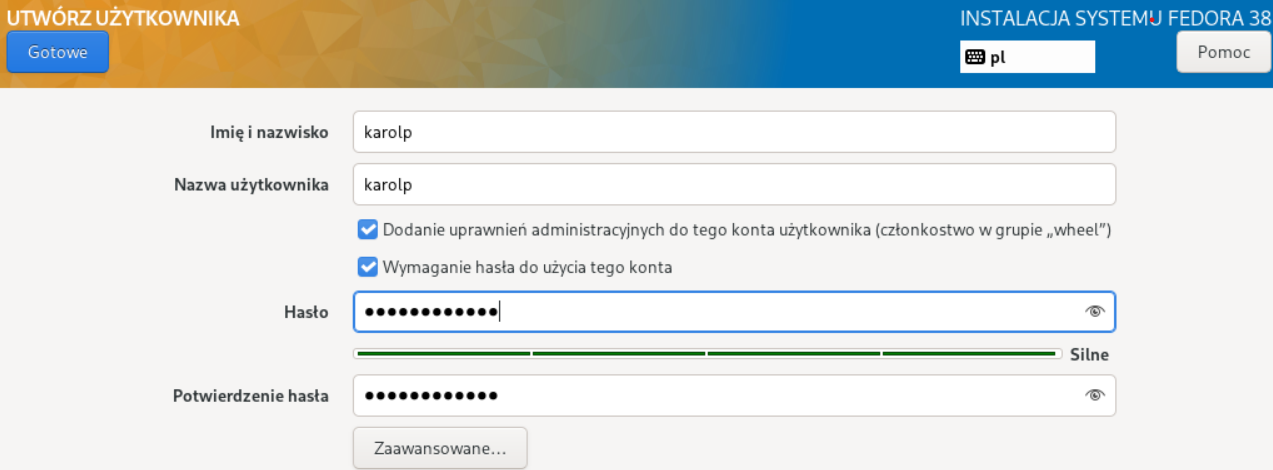 UTWÓRZ UŻYTKOWNIKA
INSTALACJA SYSTEMU FEDORA 38
Gotowe
pl
Pomoc
Imię i nazwisko
karolp
Nazwa użytkownika
karolp
Dodanie uprawnień administracyjnych do tego konta użytkownika (członkostwo w grupie „wheel”)
Wymaganie hasła do użycia tego konta
Hasło
●●●●●●●●●●●●
Silne
Potwierdzenie hasła
●●●●●●●●●●●●
Zaawansowane...